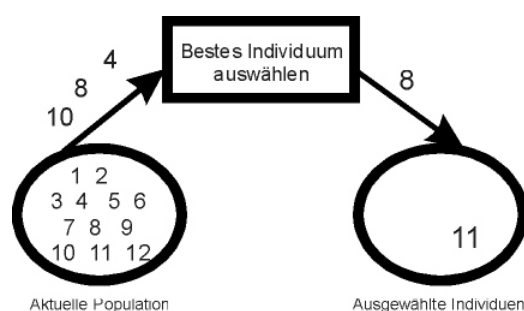 Bestes Individuum
auswählen
4
8
10
8
1 2
3 4 5 6
7 8 9
10 11 12
11
Aktuelle Population
Ausgewählte Individuen